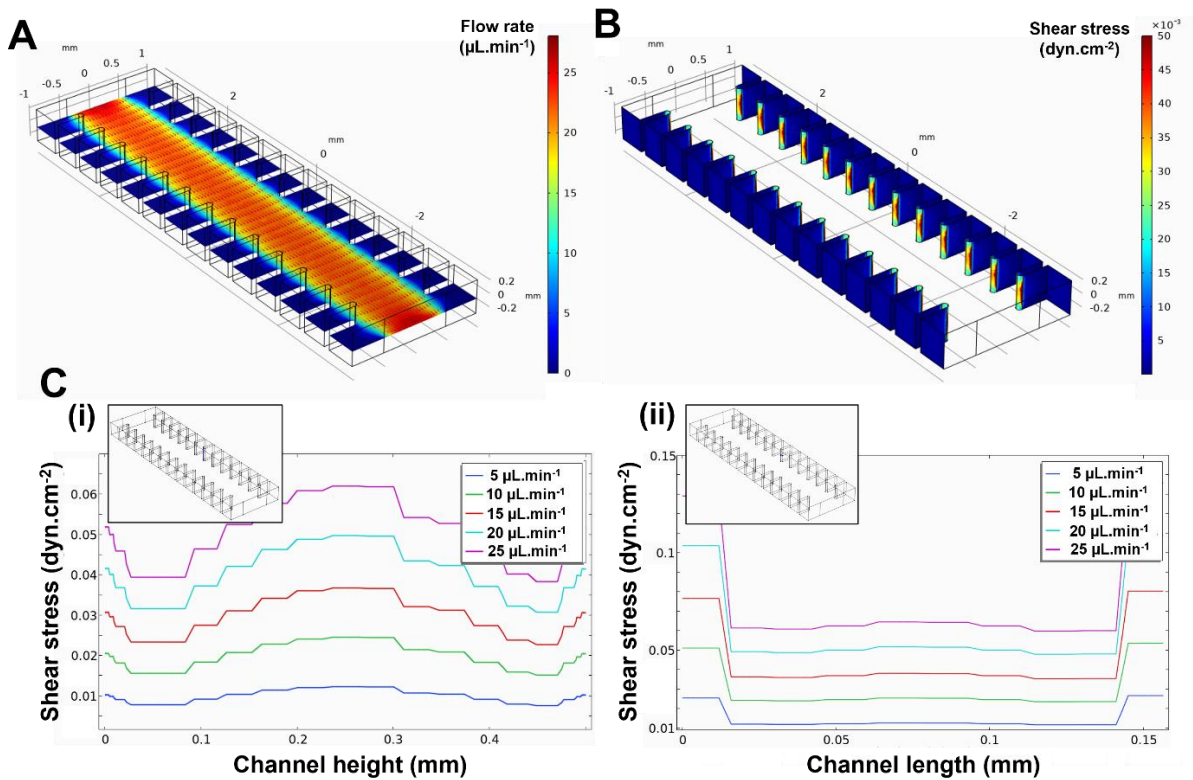 A
Flow rate
(µL.min⁻¹)
mm
-1
-0.5
0
0.5
1
2
mm
0
-2
0.2
0
-0.2
mm
25
20
15
10
5
0
B
Shear stress
(dyn.cm⁻²)
×10⁻³
mm
-1
-0.5
0
0.5
1
2
mm
0
-2
0.2
0
-0.2
mm
50
45
40
35
30
25
20
15
10
5
C
(i)
Shear stress (dyn.cm⁻²)
0.06
0.05
0.04
0.03
0.02
0.01
0
0.1
0.2
0.3
0.4
Channel height (mm)
5 µL.min⁻¹
10 µL.min⁻¹
15 µL.min⁻¹
20 µL.min⁻¹
25 µL.min⁻¹
(ii)
Shear stress (dyn.cm⁻²)
0.15
0.1
0.05
0.01
0
0.05
0.10
0.15
Channel length (mm)
5 µL.min⁻¹
10 µL.min⁻¹
15 µL.min⁻¹
20 µL.min⁻¹
25 µL.min⁻¹